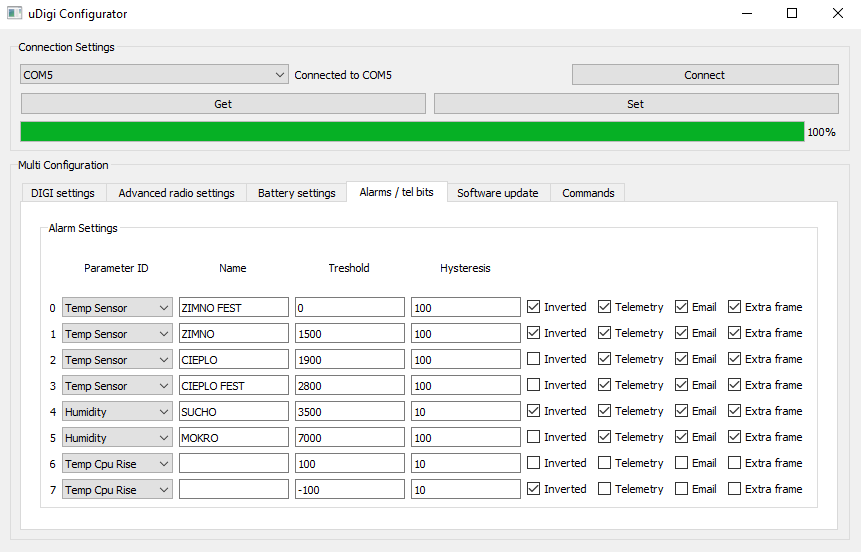 uDigi Configurator
Connection Settings
COM5 Connected to COM5 Connect
Get Set
100%
Multi Configuration
DIGI settings Advanced radio settings Battery settings Alarms / tel bits Software update Commands
Alarm Settings
Parameter ID Name Treshold Hysteresis
0 Temp Sensor ZIMNO FEST 0 100 Inverted Telemetry Email Extra frame
1 Temp Sensor ZIMNO 1500 100 Inverted Telemetry Email Extra frame
2 Temp Sensor CIEPLO 1900 100 Inverted Telemetry Email Extra frame
3 Temp Sensor CIEPLO FEST 2800 100 Inverted Telemetry Email Extra frame
4 Humidity SUCHO 3500 10 Inverted Telemetry Email Extra frame
5 Humidity MOKRO 7000 100 Inverted Telemetry Email Extra frame
6 Temp Cpu Rise 100 10 Inverted Telemetry Email Extra frame
7 Temp Cpu Rise -100 10 Inverted Telemetry Email Extra frame